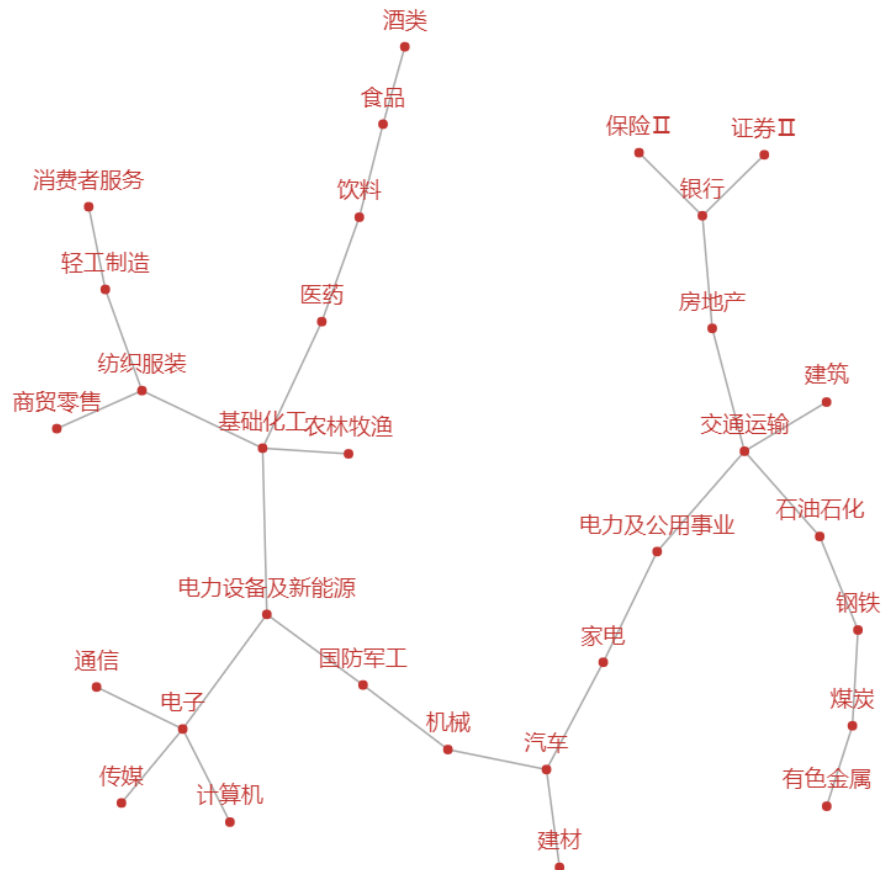 酒类
食品
保险Ⅱ
证券Ⅱ
消费者服务
饮料
银行
轻工制造
医药
房地产
纺织服装
商贸零售
建筑
基础化工
农林牧渔
交通运输
石油石化
电力及公用事业
电力设备及新能源
钢铁
家电
通信
国防军工
电子
机械
汽车
煤炭
传媒
计算机
有色金属
建材